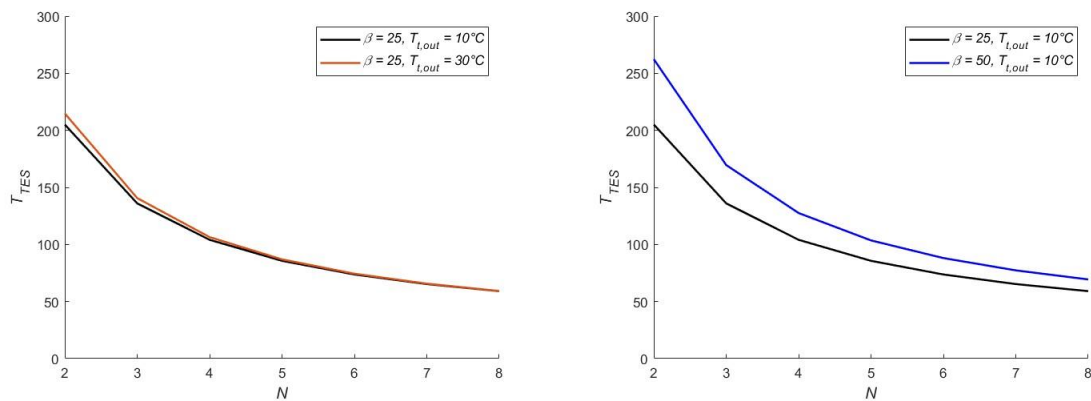 300
250
200
150
100
50
0
T_TES
2 3 4 5 6 7 8
N
β = 25, T_t,out = 10°C
β = 25, T_t,out = 30°C
300
250
200
150
100
50
0
T_TES
2 3 4 5 6 7 8
N
β = 25, T_t,out = 10°C
β = 50, T_t,out = 10°C